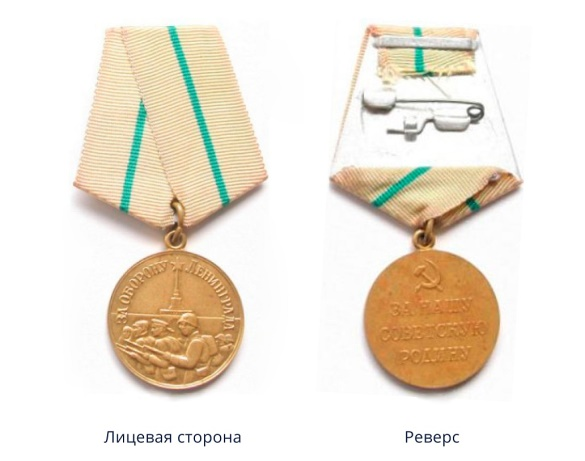 ЗА ОБОРОНУ ЛЕНИНГРАДА
ЗА НАШУ
СОВЕТСКУЮ
РОДИНУ
Лицевая сторона
Реверс